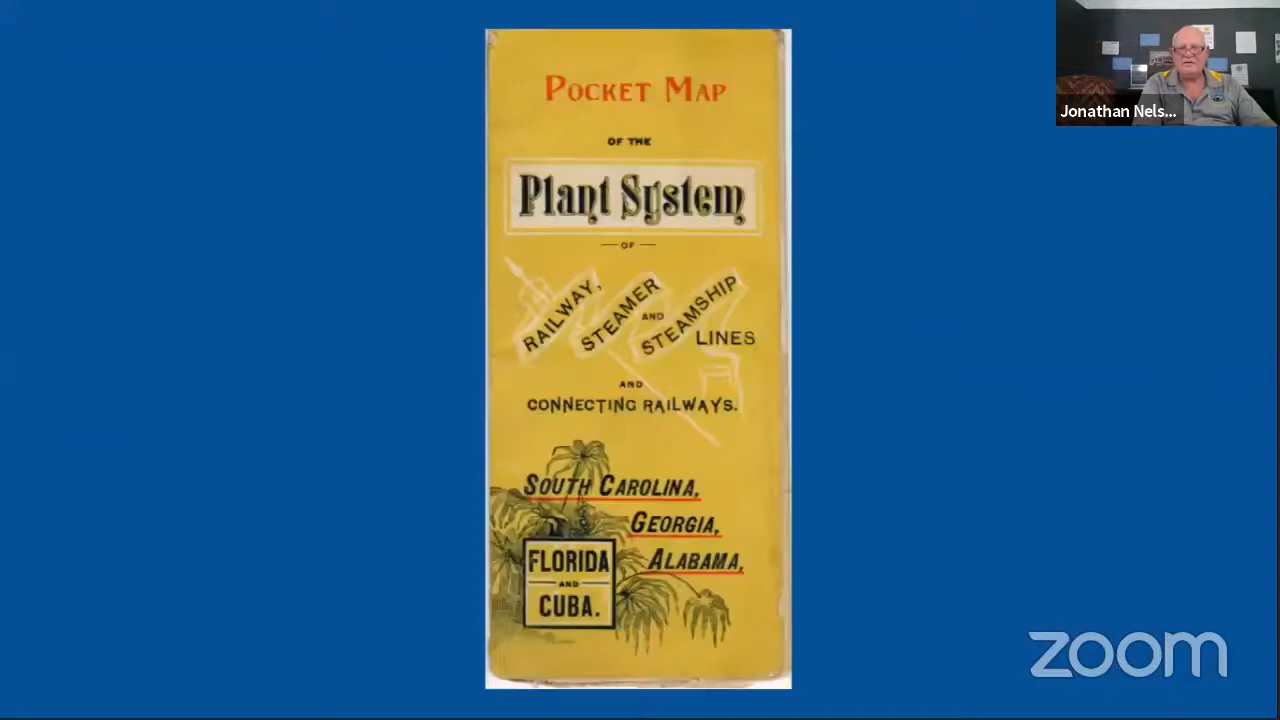 POCKET MAP
OF THE
Plant System
OF
RAILWAY,
STEAMER
AND
STEAMSHIP
LINES
AND
CONNECTING RAILWAYS.
SOUTH CAROLINA,
GEORGIA,
ALABAMA,
FLORIDA
AND
CUBA.
Jonathan Nels...
zoom